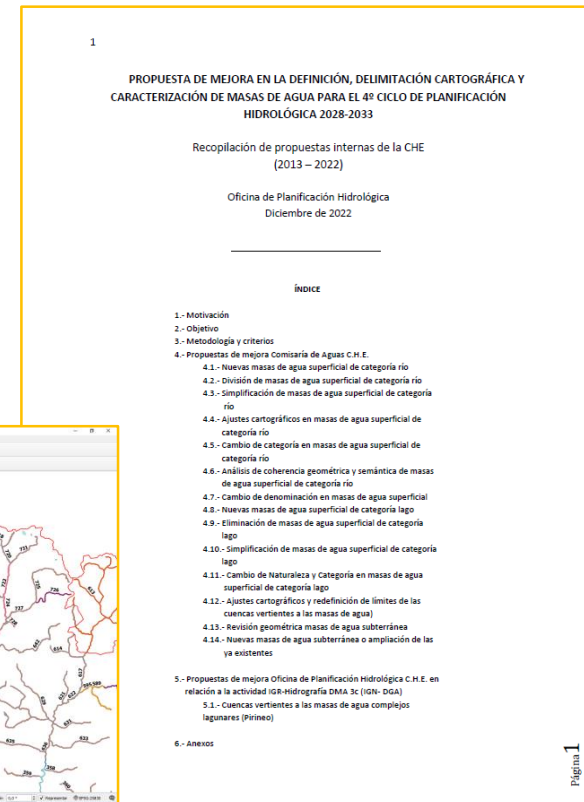 1
PROPUESTA DE MEJORA EN LA DEFINICIÓN, DELIMITACIÓN CARTOGRÁFICA Y
CARACTERIZACIÓN DE MASAS DE AGUA PARA EL 4º CICLO DE PLANIFICACIÓN
HIDROLÓGICA 2028-2033
Recopilación de propuestas internas de la CHE
(2013 – 2022)
Oficina de Planificación Hidrológica
Diciembre de 2022
ÍNDICE
1.- Motivación
2.- Objetivo
3.- Metodología y criterios
4.- Propuestas de mejora Comisaría de Aguas C.H.E.
4.1.- Nuevas masas de agua superficial de categoría río
4.2.- División de masas de agua superficial de categoría río
4.3.- Simplificación de masas de agua superficial de categoría
río
4.4.- Ajustes cartográficos en masas de agua superficial de
categoría río
4.5.- Cambio de categoría en masas de agua superficial de
categoría río
4.6.- Análisis de coherencia geométrica y semántica de masas
de agua superficial de categoría río
4.7.- Cambio de denominación en masas de agua superficial
4.8.- Nuevas masas de agua superficial de categoría lago
4.9.- Eliminación de masas de agua superficial de categoría
lago
4.10.- Simplificación de masas de agua superficial de categoría
lago
4.11.- Cambio de Naturaleza y Categoría en masas de agua
superficial de categoría lago
4.12.- Ajustes cartográficos y redefinición de límites de las
cuencas vertientes a las masas de agua)
4.13.- Revisión geométrica masas de agua subterránea
4.14.- Nuevas masas de agua subterránea o ampliación de las
ya existentes
5.- Propuestas de mejora Oficina de Planificación Hidrológica C.H.E. en
relación a la actividad IGR-Hidrografía DMA 3c (IGN- DGA)
5.1.- Cuencas vertientes a las masas de agua complejos
lagunares (Pirineo)
6.- Anexos
Página 1